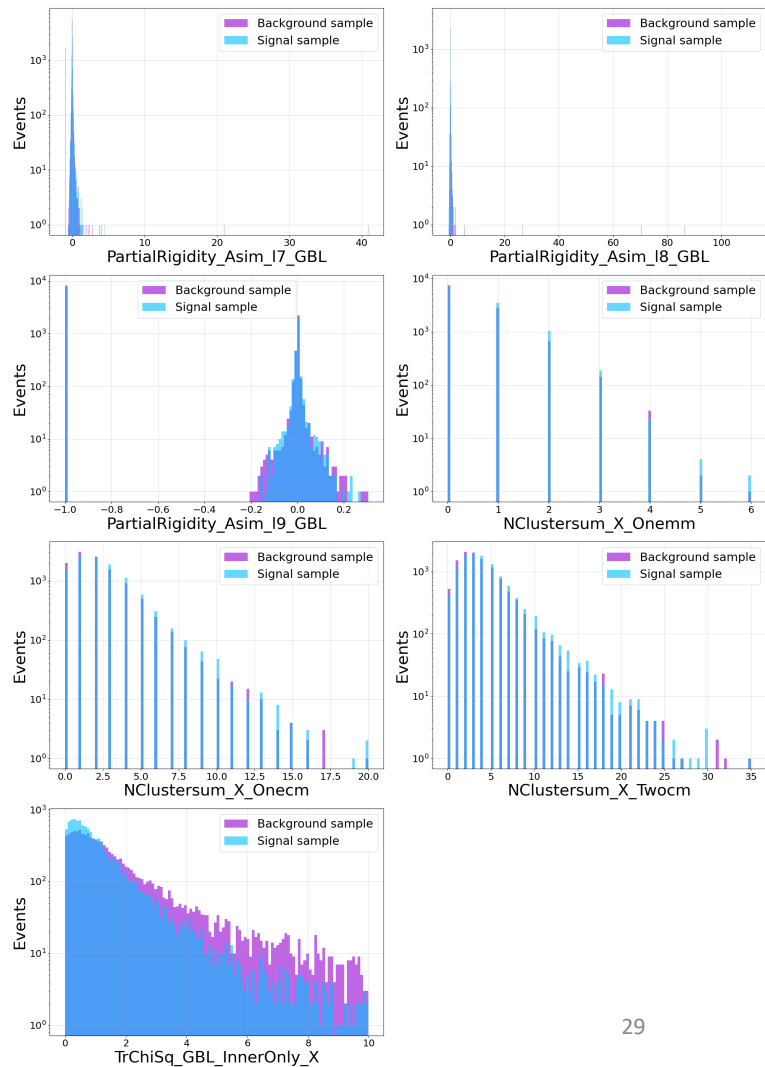 Background sample
Signal sample
Events
10³
10²
10¹
10⁰
0 10 20 30 40
PartialRigidity_Asim_l7_GBL
Background sample
Signal sample
Events
10³
10²
10¹
10⁰
0 20 40 60 80 100
PartialRigidity_Asim_l8_GBL
Background sample
Signal sample
Events
10⁴
10³
10²
10¹
10⁰
−1.0 −0.8 −0.6 −0.4 −0.2 0.0 0.2
PartialRigidity_Asim_l9_GBL
Background sample
Signal sample
Events
10⁴
10³
10²
10¹
10⁰
0 1 2 3 4 5 6
NClustersum_X_Onemm
Background sample
Signal sample
Events
10³
10²
10¹
10⁰
0.0 2.5 5.0 7.5 10.0 12.5 15.0 17.5 20.0
NClustersum_X_Onecm
Background sample
Signal sample
Events
10³
10²
10¹
10⁰
0 5 10 15 20 25 30 35
NClustersum_X_Twocm
Background sample
Signal sample
Events
10³
10²
10¹
10⁰
0 2 4 6 8 10
TrChiSq_GBL_InnerOnly_X
29